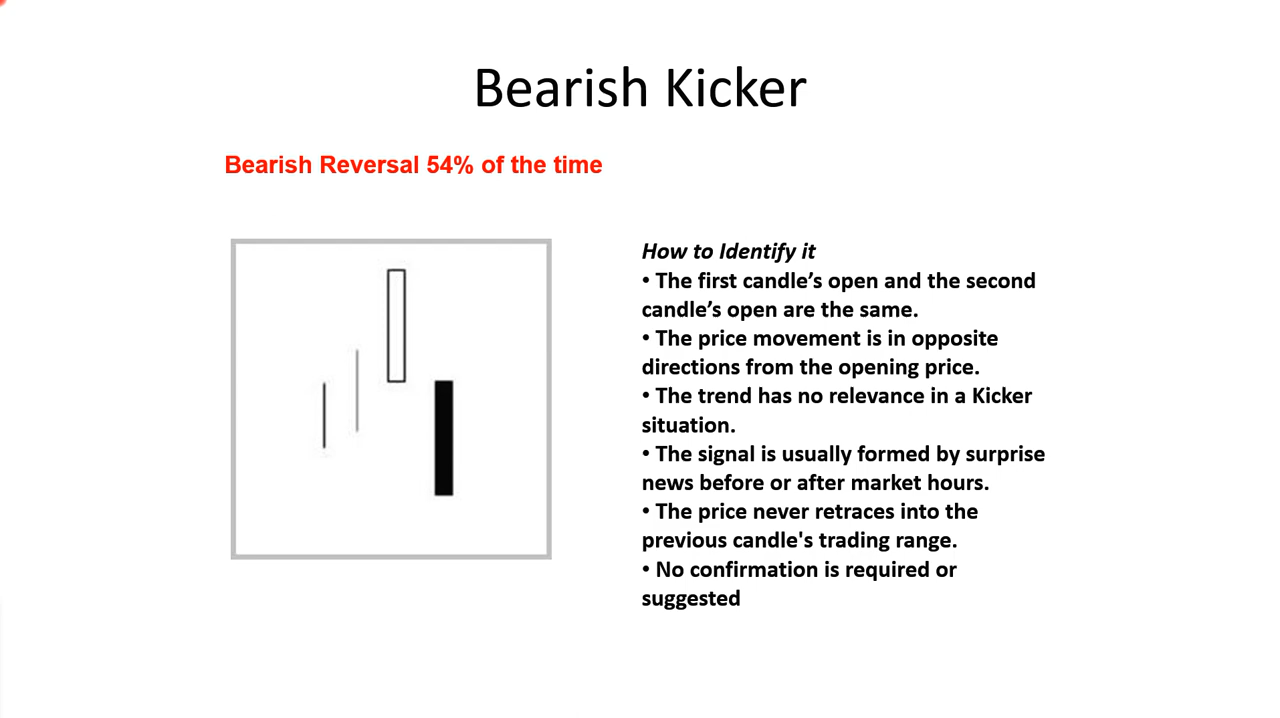 Bearish Kicker
Bearish Reversal 54% of the time
How to Identify it
• The first candle’s open and the second
candle’s open are the same.
• The price movement is in opposite
directions from the opening price.
• The trend has no relevance in a Kicker
situation.
• The signal is usually formed by surprise
news before or after market hours.
• The price never retraces into the
previous candle's trading range.
• No confirmation is required or
suggested